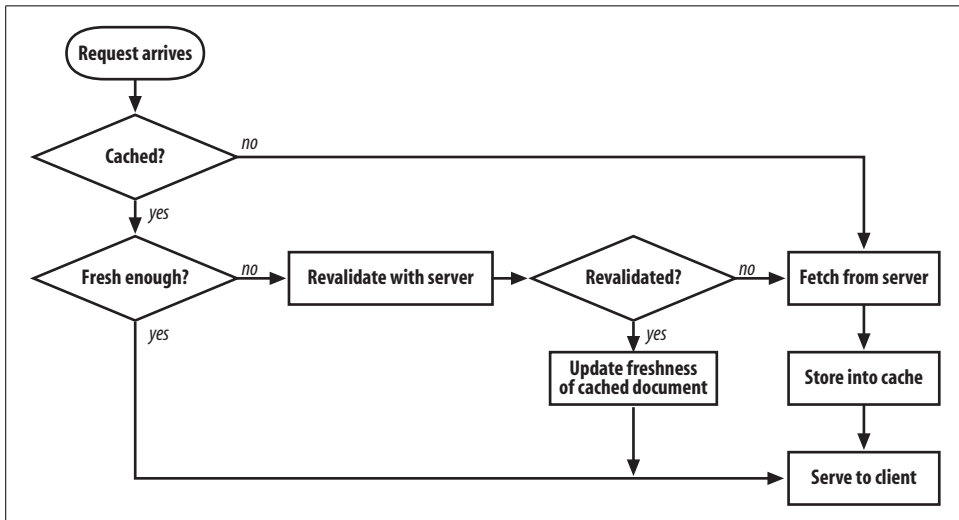 Request arrives
Cached?
no
yes
Fresh enough?
no
Revalidate with server
Revalidated?
no
Fetch from server
yes
yes
Update freshness
of cached document
Store into cache
Serve to client